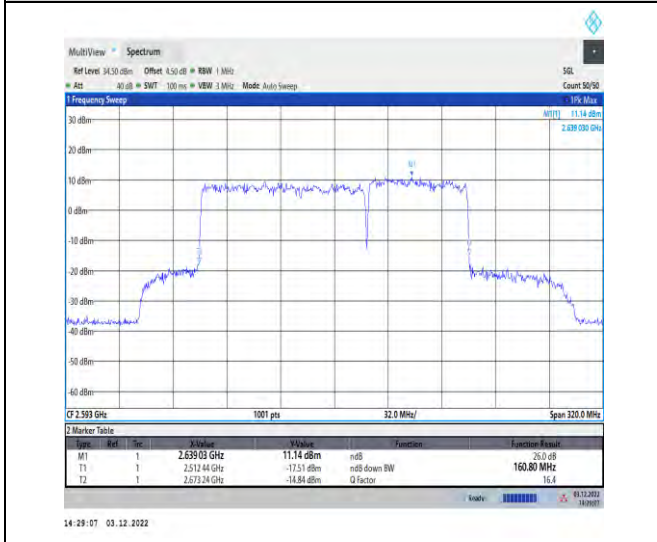 MultiView Spectrum
Ref Level 34.50 dBm Offset 4.50 dB RBW 1 MHz SGL
Att 40 dB SWT 100 ms VBW 3 MHz Mode Auto Sweep Count 50/50
1 Frequency Sweep 1Pk Max
M1[1] 11.14 dBm
2.639 030 GHz
30 dBm
20 dBm
M1
10 dBm
0 dBm
-10 dBm
-20 dBm
-30 dBm
-40 dBm
-50 dBm
-60 dBm
CF 2.593 GHz 1001 pts 32.0 MHz/ Span 320.0 MHz
2 Marker Table
Type Ref Trc X-Value Y-Value Function Function Result
M1 1 2.63903 GHz 11.14 dBm ndB 26.0 dB
T1 1 2.51244 GHz -17.51 dBm ndB down BW 160.80 MHz
T2 1 2.67324 GHz -14.84 dBm Q Factor 16.4
Ready 03.12.2022
14:29:07
14:29:07 03.12.2022